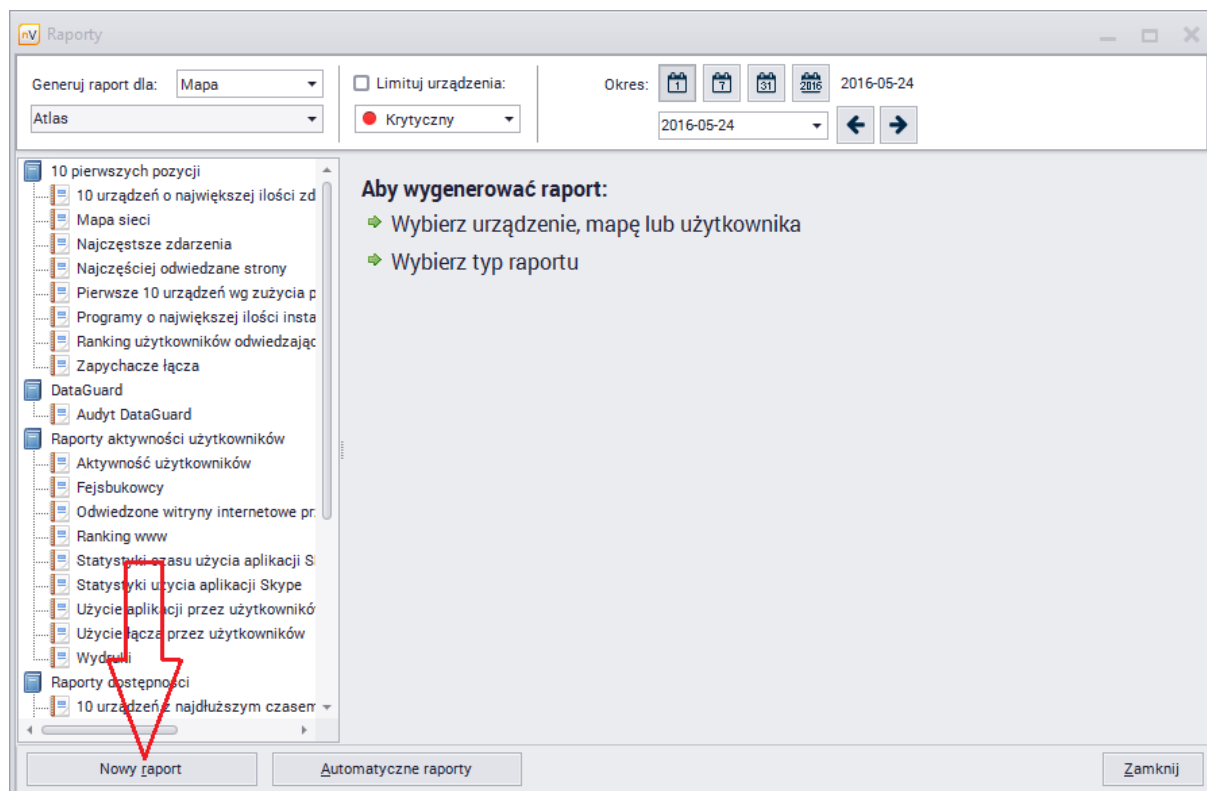 nV Raporty
Generuj raport dla: Mapa
Limituj urządzenia:
Okres: 1 7 31 2016 2016-05-24
Atlas
Krytyczny
2016-05-24
10 pierwszych pozycji
10 urządzeń o największej ilości zd
Mapa sieci
Najczęstsze zdarzenia
Najczęściej odwiedzane strony
Pierwsze 10 urządzeń wg zużycia p
Programy o największej ilości insta
Ranking użytkowników odwiedzając
Zapychacze łącza
DataGuard
Audyt DataGuard
Raporty aktywności użytkowników
Aktywność użytkowników
Fejsbukowcy
Odwiedzone witryny internetowe pr
Ranking www
Statystyki czasu użycia aplikacji S
Statystyki użycia aplikacji Skype
Użycie aplikacji przez użytkownikó
Użycie łącza przez użytkowników
Wydruki
Raporty dostępności
10 urządzeń z najdłuższym czasem
Aby wygenerować raport:
Wybierz urządzenie, mapę lub użytkownika
Wybierz typ raportu
Nowy raport
Automatyczne raporty
Zamknij